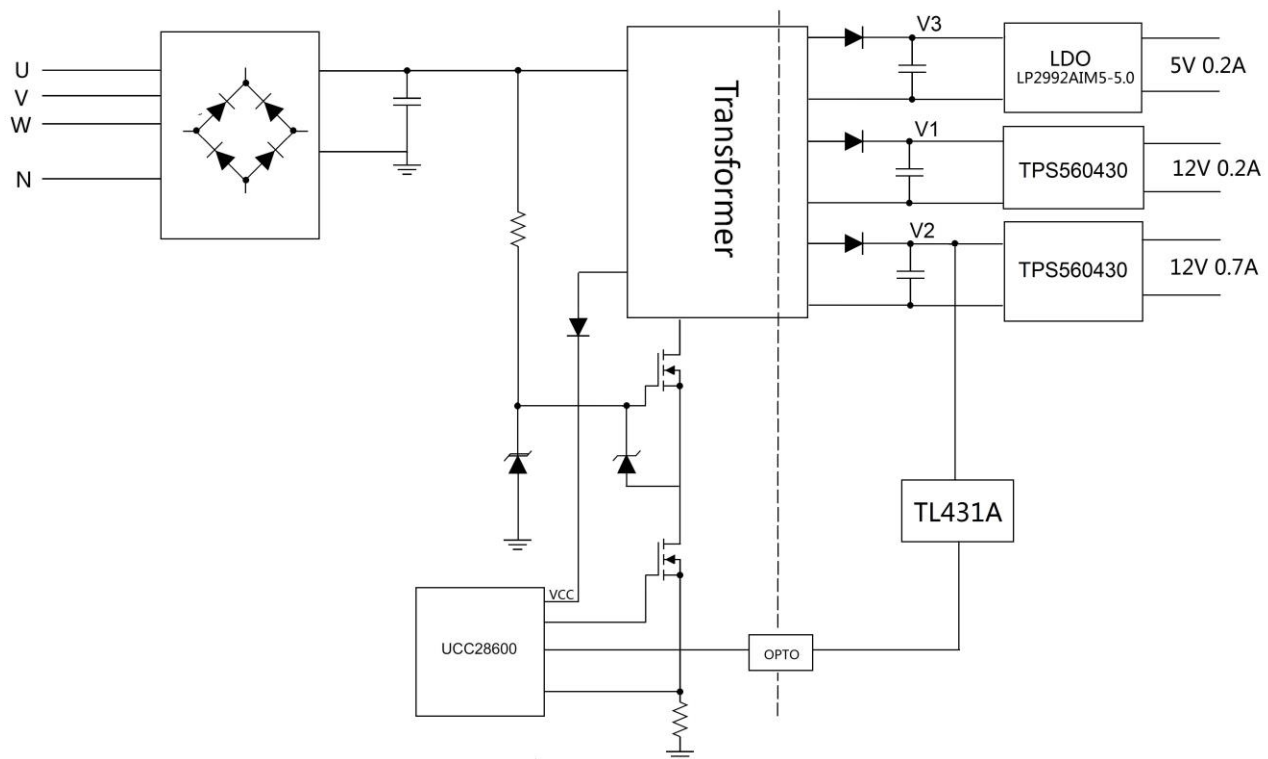 U
V
W
N
Transformer
V3
LDO
LP2992AIM5-5.0
5V 0.2A
V1
TPS560430
12V 0.2A
V2
TPS560430
12V 0.7A
TL431A
VCC
UCC28600
OPTO